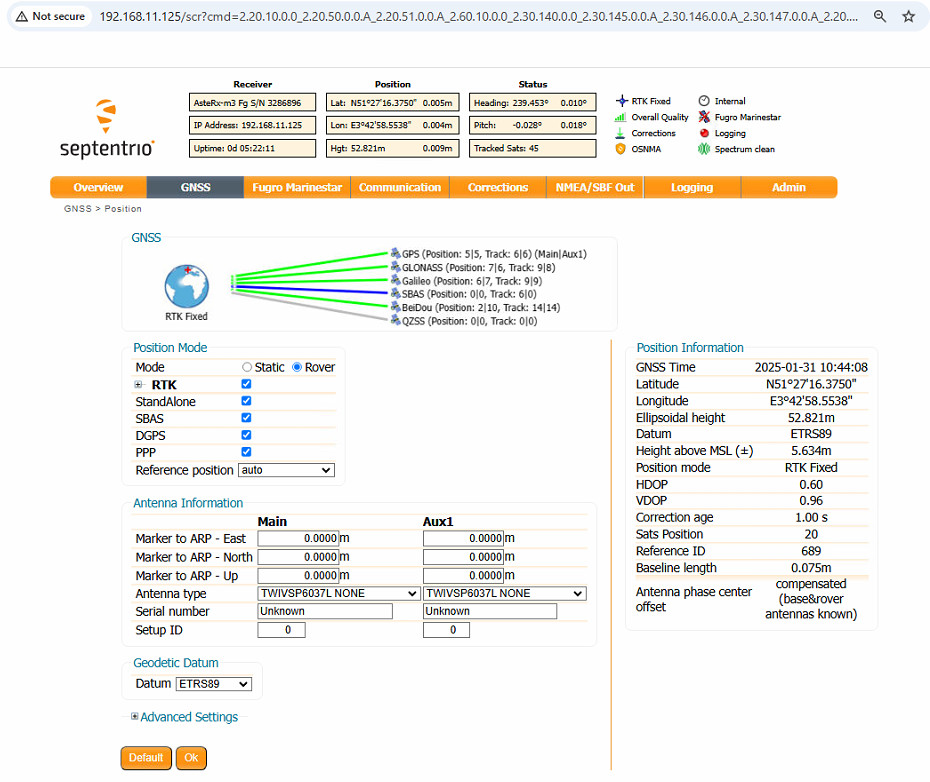 Not secure 192.168.11.125/scr?cmd=2.20.10.0.0_2.20.50.0.0.A_2.20.51.0.0.A_2.60.10.0.0_2.30.140.0.0_2.30.145.0.0.A_2.30.146.0.0.A_2.30.147.0.0.A_2.20....
Receiver Position Status
AsteRx-m3 Fg S/N 3286896 Lat: N51°27'16.3750" 0.005m Heading: 239.453° 0.010° RTK Fixed Internal
Overall Quality Fugro Marinestar
IP Address: 192.168.11.125 Lon: E3°42'58.5538" 0.004m Pitch: -0.028° 0.018°
Corrections Logging
Uptime: 0d 05:22:11 Hgt: 52.821m 0.009m Tracked Sats: 45 OSNMA Spectrum clean
septentrio
Overview GNSS Fugro Marinestar Communication Corrections NMEA/SBF Out Logging Admin
GNSS > Position
GNSS
GPS (Position: 5|5, Track: 6|6) (Main|Aux1)
GLONASS (Position: 7|6, Track: 9|8)
Galileo (Position: 6|7, Track: 9|9)
SBAS (Position: 0|0, Track: 6|0)
BeiDou (Position: 2|10, Track: 14|14)
QZSS (Position: 0|0, Track: 0|0)
RTK Fixed
Position Mode
Mode Static Rover
RTK
StandAlone
SBAS
DGPS
PPP
Reference position auto
Antenna Information
Main Aux1
Marker to ARP - East 0.0000 m 0.0000 m
Marker to ARP - North 0.0000 m 0.0000 m
Marker to ARP - Up 0.0000 m 0.0000 m
Antenna type TWIVSP6037L NONE TWIVSP6037L NONE
Serial number Unknown Unknown
Setup ID 0 0
Geodetic Datum
Datum ETRS89
Advanced Settings
Default Ok
Position Information
GNSS Time 2025-01-31 10:44:08
Latitude N51°27'16.3750"
Longitude E3°42'58.5538"
Ellipsoidal height 52.821m
Datum ETRS89
Height above MSL (±) 5.634m
Position mode RTK Fixed
HDOP 0.60
VDOP 0.96
Correction age 1.00 s
Sats Position 20
Reference ID 689
Baseline length 0.075m
Antenna phase center offset compensated
(base&rover
antennas known)